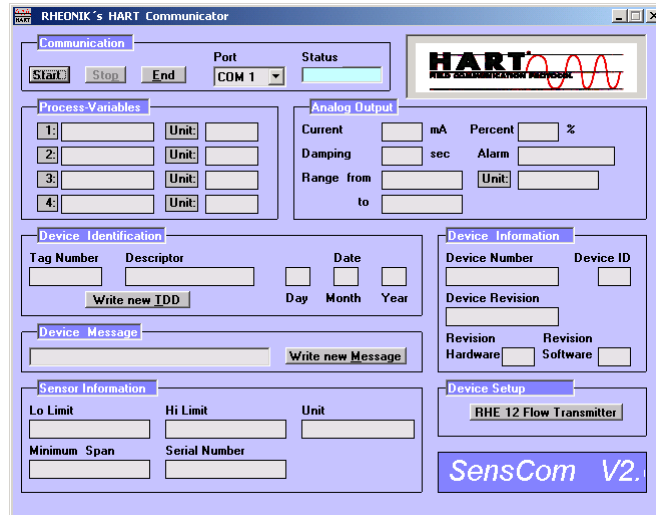 RHEONIK´s HART Communicator
Communication
Port
Status
Start
Stop
End
COM 1
HART
FIELD COMMUNICATION PROTOCOL
Process-Variables
1:
Unit:
2:
Unit:
3:
Unit:
4:
Unit:
Analog Output
Current
mA
Percent
%
Damping
sec
Alarm
Range from
Unit:
to
Device Identification
Tag Number
Descriptor
Date
Write new TDD
Day
Month
Year
Device Information
Device Number
Device ID
Device Revision
Revision
Hardware
Revision
Software
Device Message
Write new Message
Sensor Information
Lo Limit
Hi Limit
Unit
Minimum Span
Serial Number
Device Setup
RHE 12 Flow Transmitter
SensCom V2.